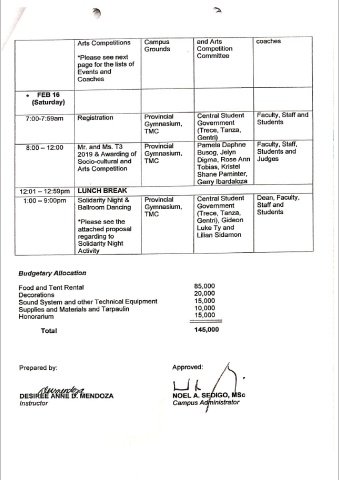 Arts Competitions Campus and Arts coaches
Grounds Competition
*Please see next Committee
page for the lists of
Events and
Coaches
• FEB 16
(Saturday)
7:00-7:59am Registration Provincial Central Student Faculty, Staff and
Gymnasium, Government Students
TMC (Trece, Tanza,
Gentri)
8:00 – 12:00 Mr. and Ms. T3 Provincial Pamela Daphne Faculty, Staff,
2019 & Awarding of Gymnasium, Busog, Jelyn Students and
Socio-cultural and TMC Digma, Rose Ann Judges
Arts Competition Tobias, Kristel
Shane Paminter,
Gerry Ibardaloza
12:01 – 12:59pm LUNCH BREAK
1:00 – 9:00pm Solidarity Night & Provincial Central Student Dean, Faculty,
Ballroom Dancing Gymnasium, Government Staff and
TMC (Trece, Tanza, Students
*Please see the Gentri), Gideon
attached proposal Luke Ty and
regarding to Lilian Sidamon
Solidarity Night
Activity
Budgetary Allocation
Food and Tent Rental 85,000
Decorations 20,000
Sound System and other Technical Equipment 15,000
Supplies and Materials and Tarpaulin 10,000
Honorarium 15,000
Total 145,000
Prepared by: Approved:
DESIREE ANNE D. MENDOZA NOEL A. SEDIGO, MSc
Instructor Campus Administrator